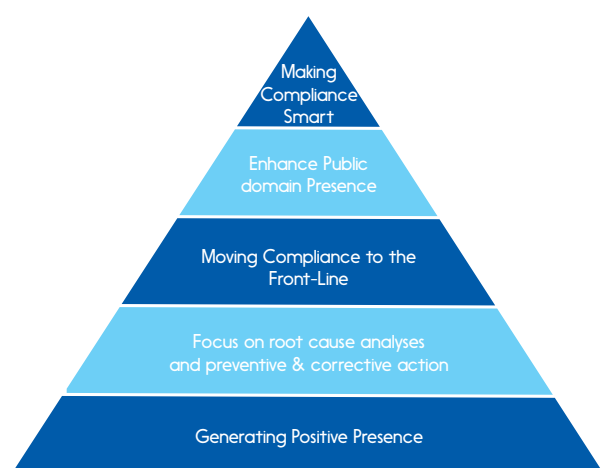 Making
Compliance
Smart
Enhance Public
domain Presence
Moving Compliance to the
Front-Line
Focus on root cause analyses
and preventive & corrective action
Generating Positive Presence